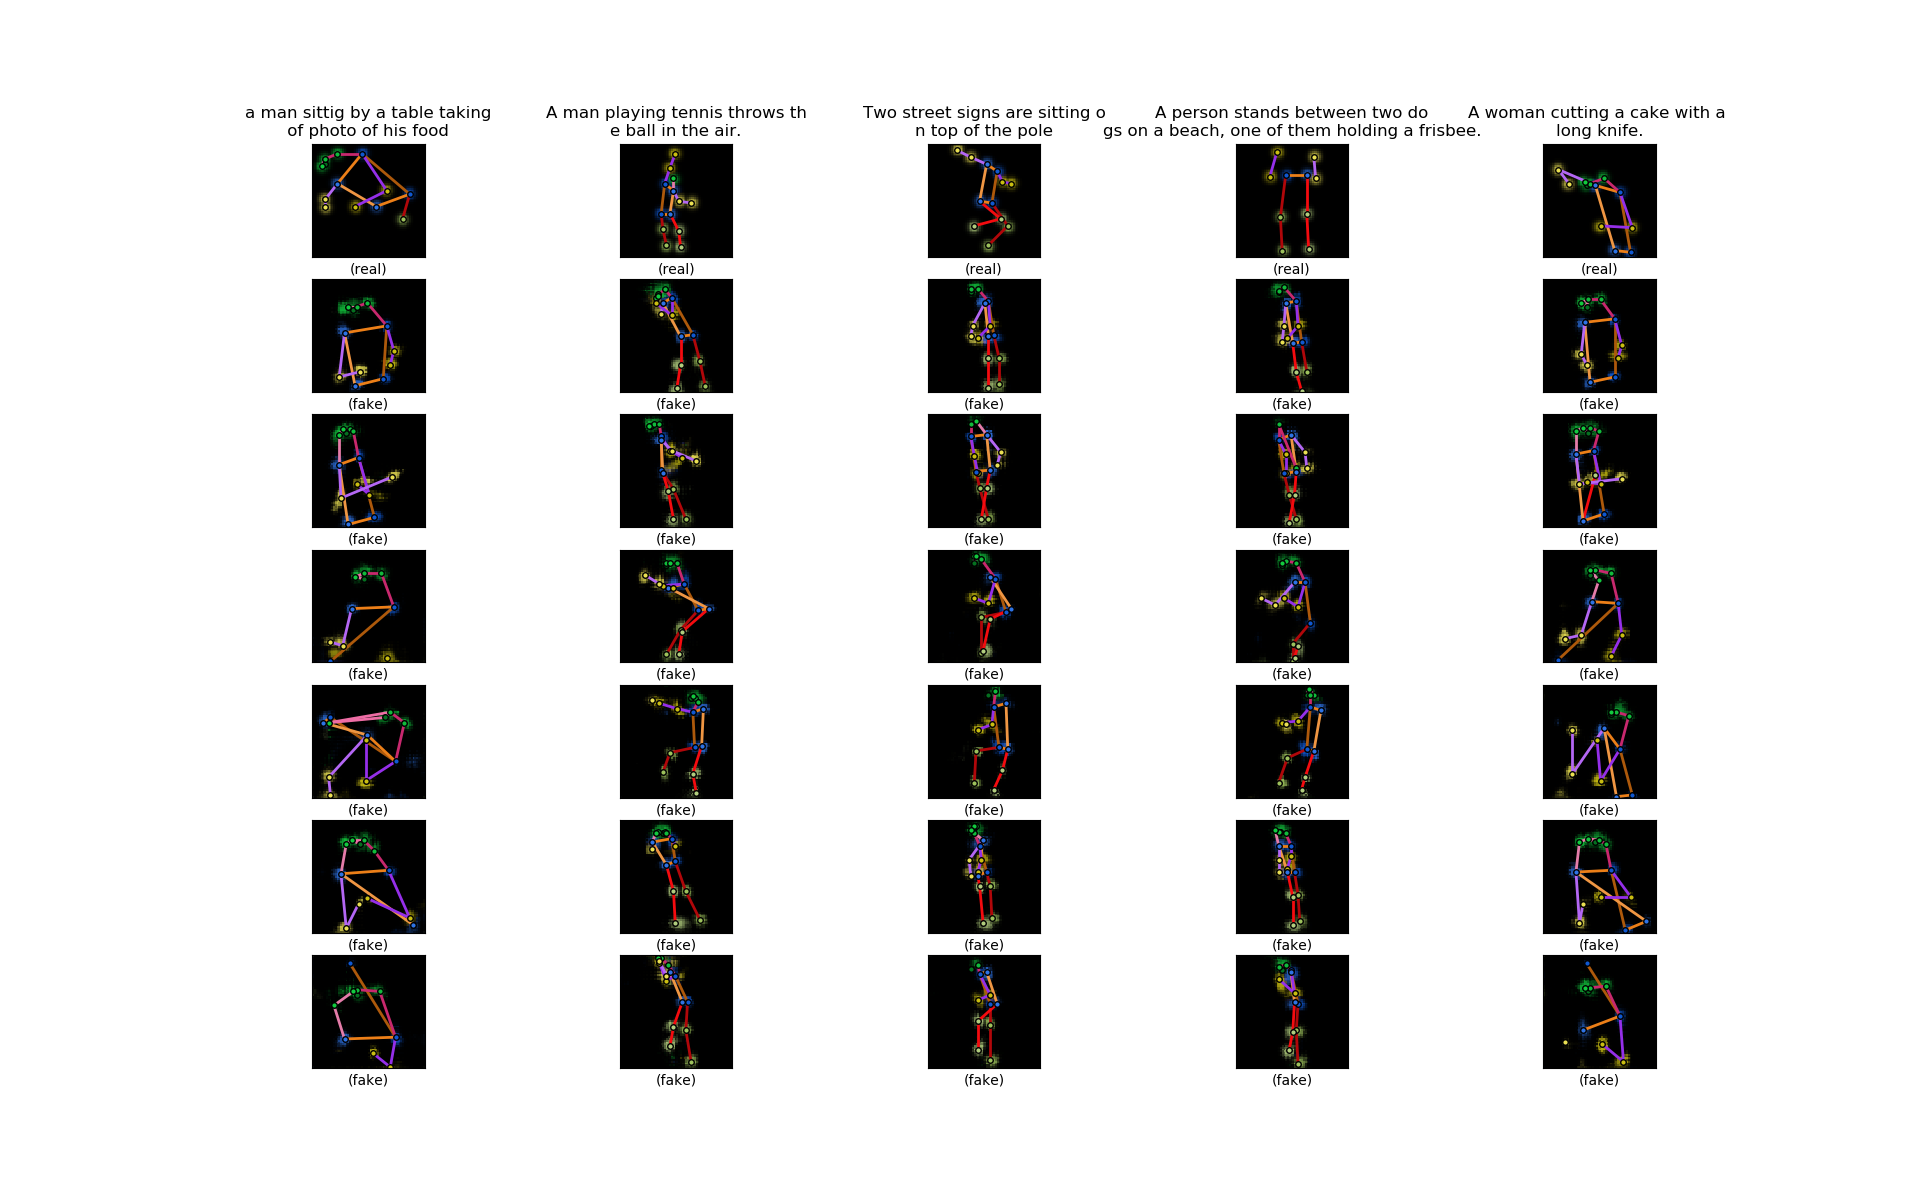 a man sittig by a table taking
of photo of his food
A man playing tennis throws th
e ball in the air.
Two street signs are sitting o
n top of the pole
A person stands between two do
gs on a beach, one of them holding a frisbee.
A woman cutting a cake with a
long knife.
(real) (real) (real) (real) (real)
(fake) (fake) (fake) (fake) (fake)
(fake) (fake) (fake) (fake) (fake)
(fake) (fake) (fake) (fake) (fake)
(fake) (fake) (fake) (fake) (fake)
(fake) (fake) (fake) (fake) (fake)
(fake) (fake) (fake) (fake) (fake)